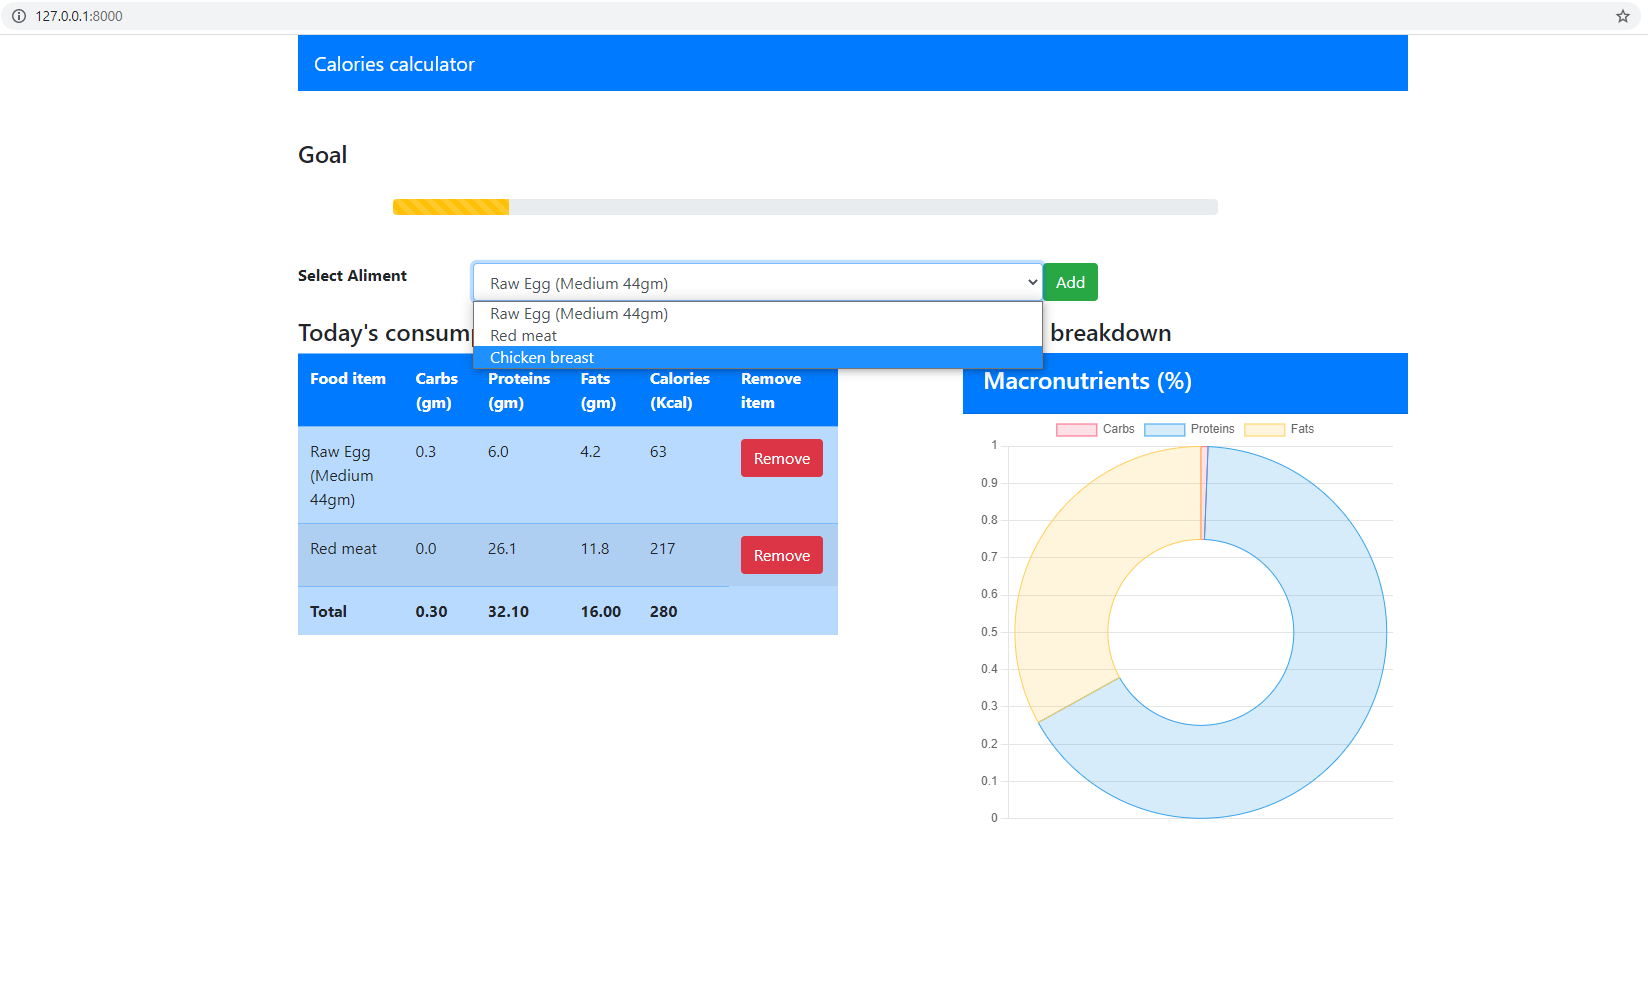 127.0.0.1:8000
Calories calculator
Goal
Select Aliment
Raw Egg (Medium 44gm)
Add
Raw Egg (Medium 44gm)
Red meat
Chicken breast
Today's consum
breakdown
Food item Carbs (gm) Proteins (gm) Fats (gm) Calories (Kcal) Remove item
Raw Egg (Medium 44gm) 0.3 6.0 4.2 63 Remove
Red meat 0.0 26.1 11.8 217 Remove
Total 0.30 32.10 16.00 280
Macronutrients (%)
Carbs Proteins Fats
1
0.9
0.8
0.7
0.6
0.5
0.4
0.3
0.2
0.1
0